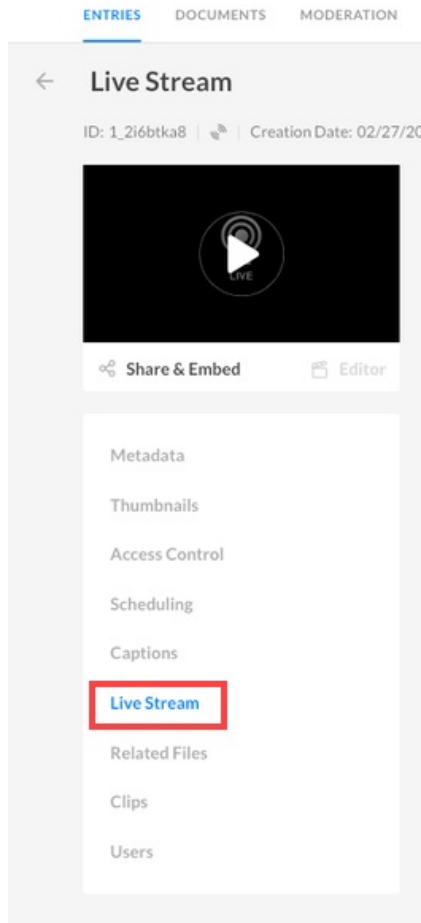 ENTRIES DOCUMENTS MODERATION
Live Stream
ID: 1_2i6btka8 | Creation Date: 02/27/20
LIVE
Share & Embed Editor
Metadata
Thumbnails
Access Control
Scheduling
Captions
Live Stream
Related Files
Clips
Users